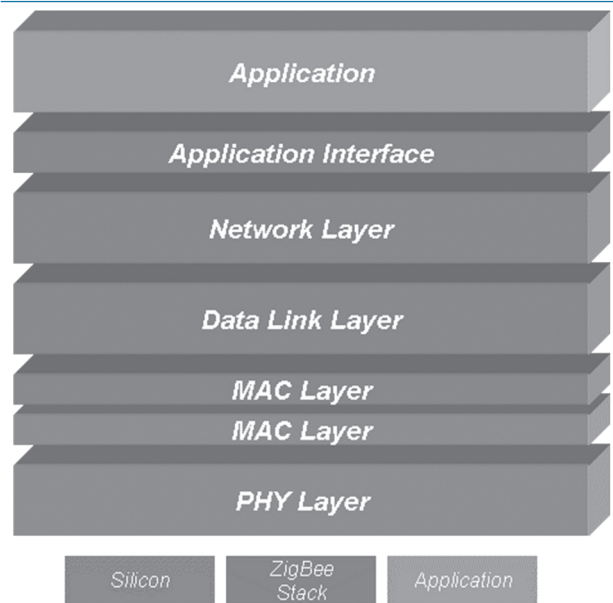 Application
Application Interface
Network Layer
Data Link Layer
MAC Layer
MAC Layer
PHY Layer
Silicon
ZigBee
Stack
Application